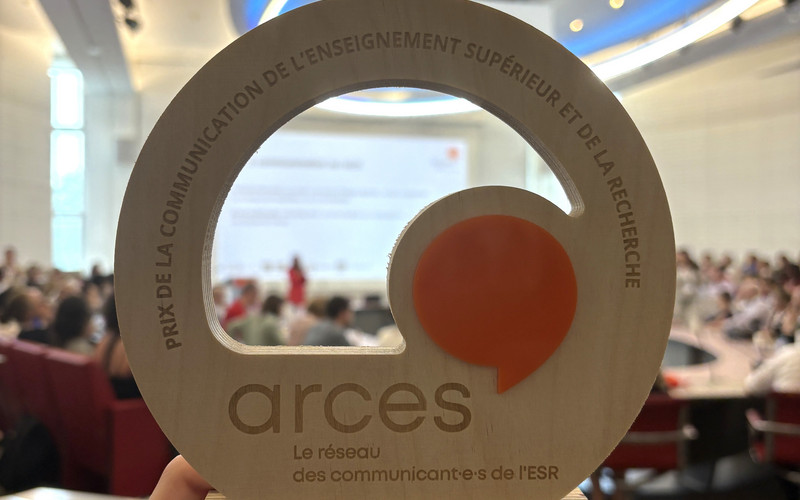 PRIX DE LA COMMUNICATION DE L'ENSEIGNEMENT SUPÉRIEUR ET DE LA RECHERCHE
arces
Le réseau
des communicant·e·s de l'ESR